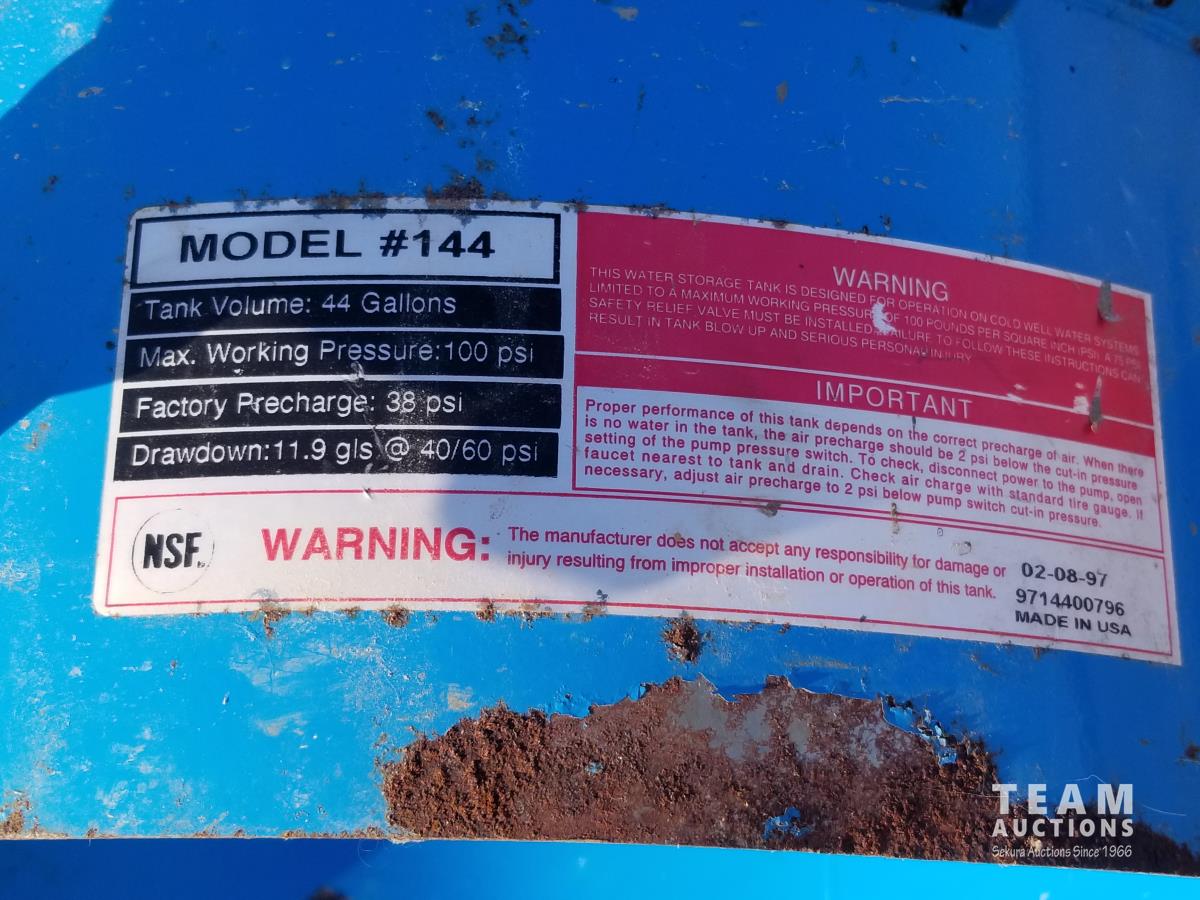 MODEL #144
Tank Volume: 44 Gallons
Max. Working Pressure:100 psi
Factory Precharge: 38 psi
Drawdown:11.9 gls @ 40/60 psi
WARNING
THIS WATER STORAGE TANK IS DESIGNED FOR OPERATION ON COLD WELL WATER SYSTEMS
LIMITED TO A MAXIMUM WORKING PRESSURE OF 100 POUNDS PER SQUARE INCH (PSI). A 75 PSI
SAFETY RELIEF VALVE MUST BE INSTALLED. FAILURE TO FOLLOW THESE INSTRUCTIONS CAN
RESULT IN TANK BLOW UP AND SERIOUS PERSONAL INJURY
IMPORTANT
Proper performance of this tank depends on the correct precharge of air. When there
is no water in the tank, the air precharge should be 2 psi below the cut-in pressure
setting of the pump pressure switch. To check, disconnect power to the pump, open
faucet nearest to tank and drain. Check air charge with standard tire gauge. If
necessary, adjust air precharge to 2 psi below pump switch cut-in pressure.
NSF
WARNING:
The manufacturer does not accept any responsibility for damage or
injury resulting from improper installation or operation of this tank.
02-08-97
9714400796
MADE IN USA
TEAM
AUCTIONS
Sekura Auctions Since 1966